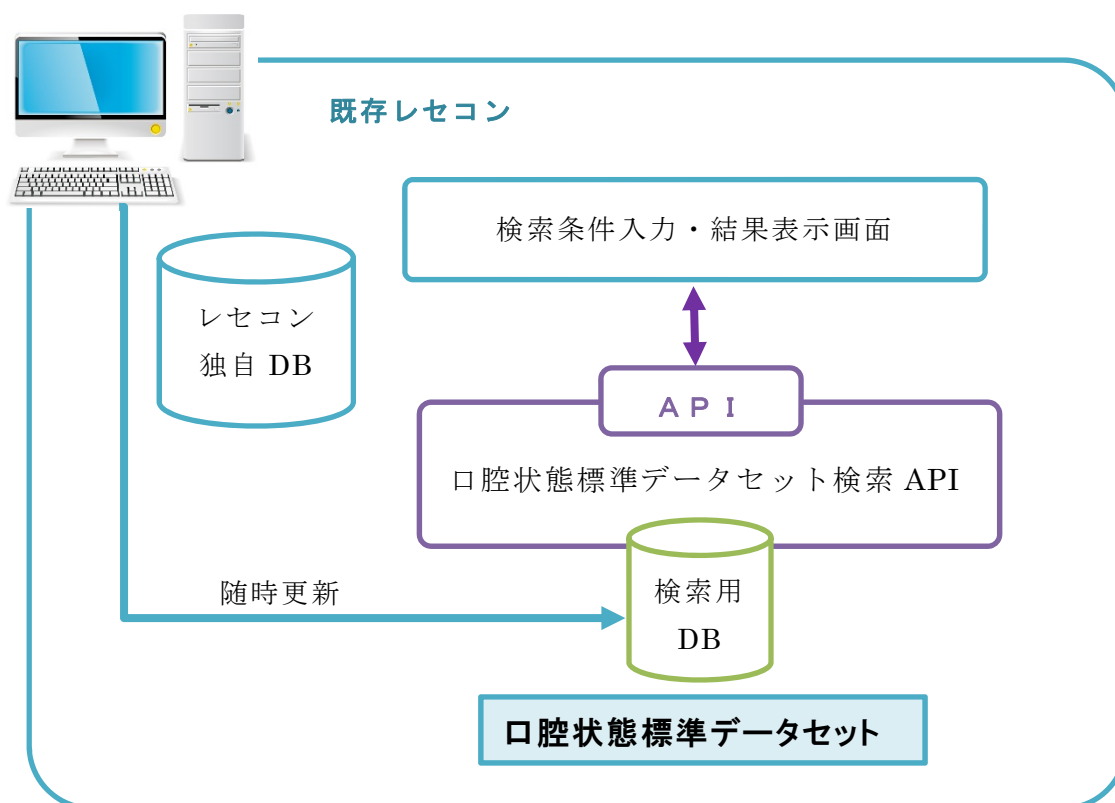 既存レセコン
検索条件入力・結果表示画面
レセコン
独自 DB
ＡＰＩ
口腔状態標準データセット検索 API
随時更新
検索用
DB
口腔状態標準データセット